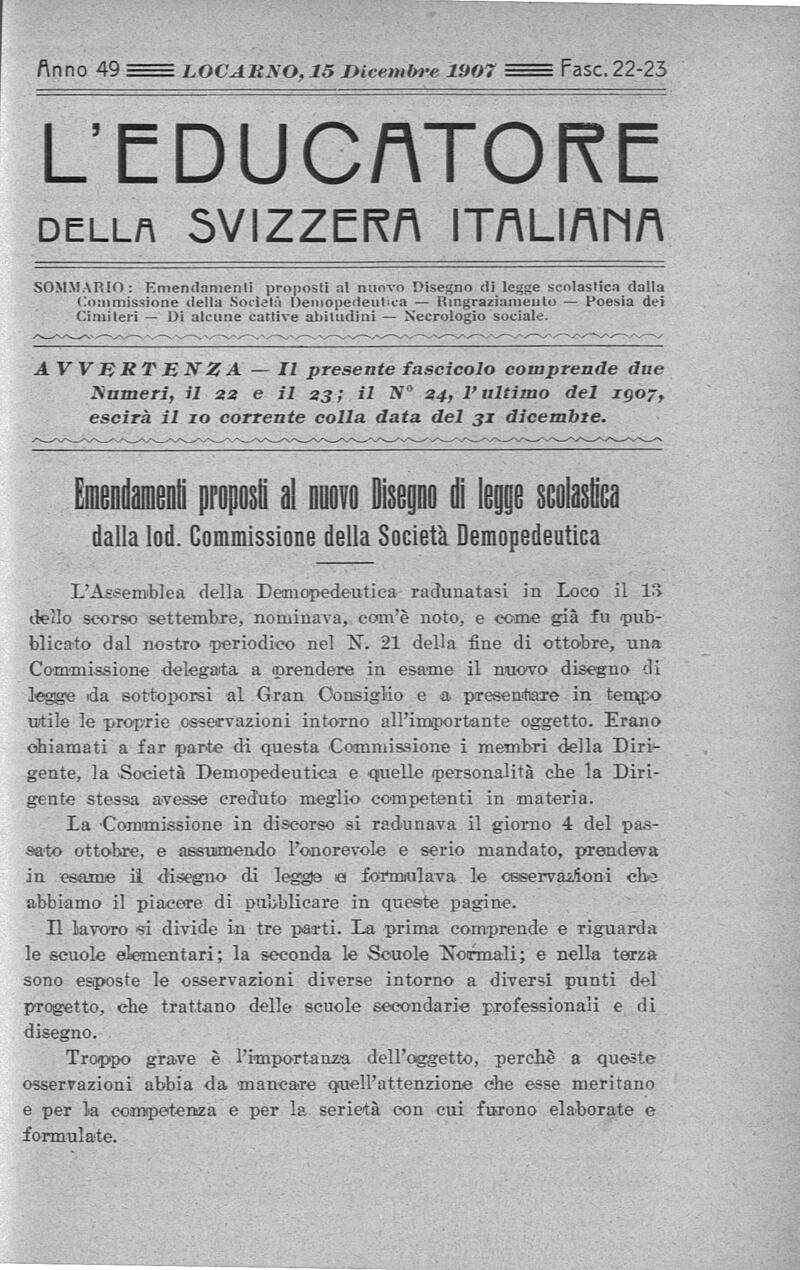 Anno 49 LOCARNO, 15 Dicembre 1907 Fasc. 22-23
L'EDUCATORE
DELLA SVIZZERA ITALIANA
SOMMARIO: Emendamenti proposti al nuovo Disegno di legge scolastica dalla
Commissione della Società Demopedeutica — Ringraziamento — Poesia dei
Cimiteri — Di alcune cattive abitudini — Necrologio sociale.
AVVERTENZA — Il presente fascicolo comprende due
Numeri, il 22 e il 23; il N° 24, l'ultimo del 1907,
escirà il 10 corrente colla data del 31 dicembre.
Emendamenti proposti al nuovo Disegno di legge scolastica
dalla lod. Commissione della Società Demopedeutica
L'Assemblea della Demopedeutica radunatasi in Loco il 13
dello scorso settembre, nominava, com'è noto, e come già fu pub-
blicato dal nostro periodico nel N. 21 della fine di ottobre, una
Commissione delegata a prendere in esame il nuovo disegno di
legge da sottoporsi al Gran Consiglio e a presentare in tempo
utile le proprie osservazioni intorno all'importante oggetto. Erano
chiamati a far parte di questa Commissione i membri della Diri-
gente, la Società Demopedeutica e quelle personalità che la Diri-
gente stessa avesse creduto meglio competenti in materia.
La Commissione in discorso si radunava il giorno 4 del pas-
sato ottobre, e assumendo l'onorevole e serio mandato, prendeva
in esame il disegno di legge e formulava le osservazioni che
abbiamo il piacere di pubblicare in queste pagine.
Il lavoro si divide in tre parti. La prima comprende e riguarda
le scuole elementari; la seconda le Scuole Normali; e nella terza
sono esposte le osservazioni diverse intorno a diversi punti del
progetto, che trattano delle scuole secondarie professionali e di
disegno.
Troppo grave è l'importanza dell'oggetto, perchè a queste
osservazioni abbia da mancare quell'attenzione che esse meritano
e per la competenza e per la serietà con cui furono elaborate e
formulate.